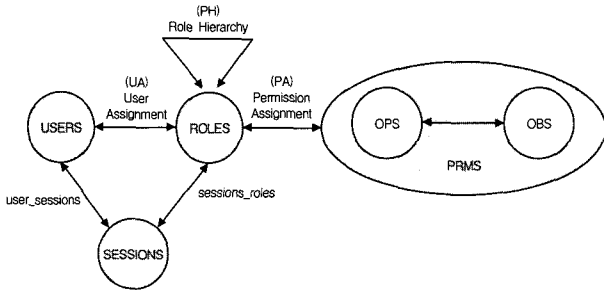 (PH)
Role Hierarchy
(UA)
User
Assignment
(PA)
Permission
Assignment
USERS
ROLES
OPS
OBS
PRMS
user_sessions
sessions_roles
SESSIONS